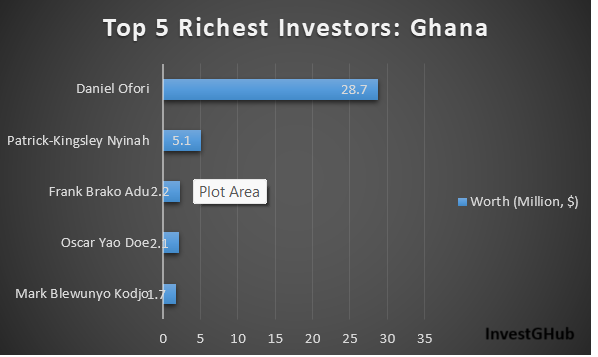 Top 5 Richest Investors: Ghana
Daniel Ofori 28.7
Patrick-Kingsley Nyinah 5.1
Frank Brako Adu 2.2 Plot Area
Worth (Million, $)
Oscar Yao Doe 2.1
Mark Blewunyo Kodjo 1.7
0 5 10 15 20 25 30 35
InvestGHub